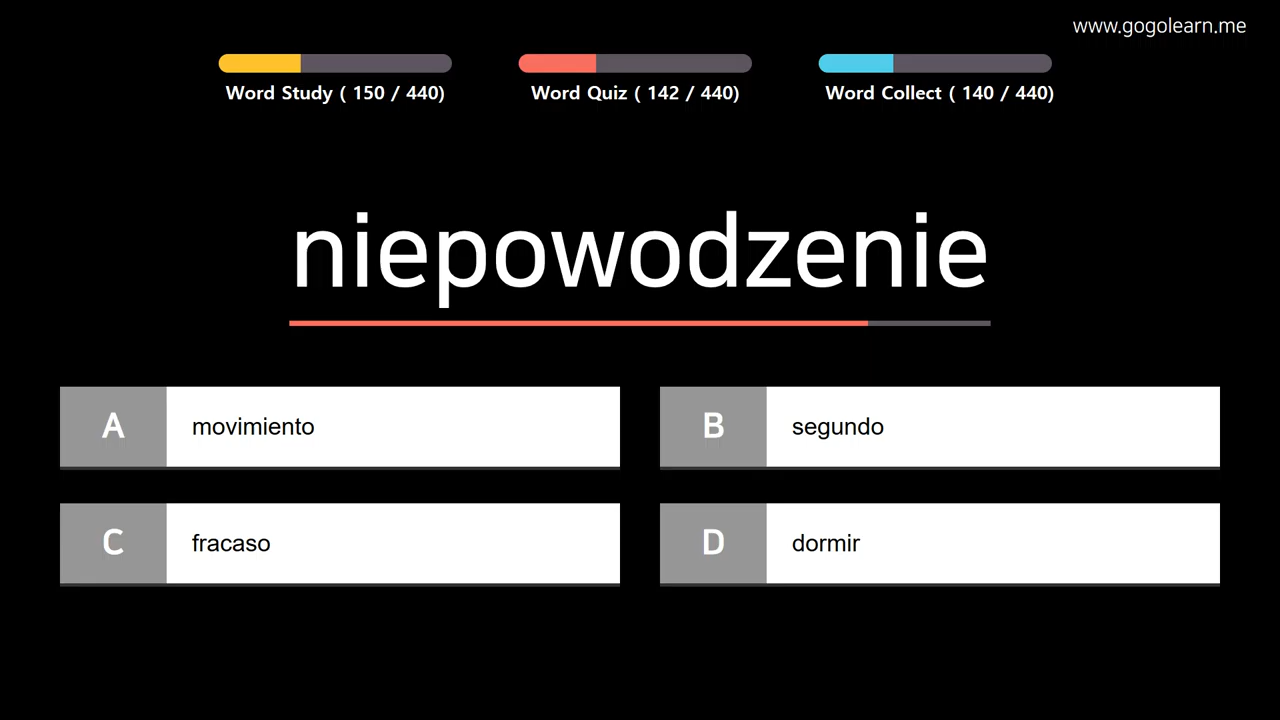 www.gogolearn.me
Word Study ( 150 / 440)
Word Quiz ( 142 / 440)
Word Collect ( 140 / 440)
niepowodzenie
A movimiento
B segundo
C fracaso
D dormir